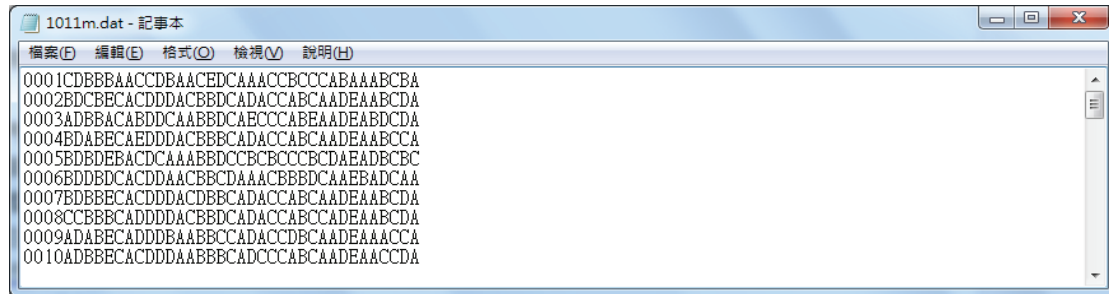 1011m.dat - 記事本
檔案(F) 編輯(E) 格式(O) 檢視(V) 說明(H)
0001CDBBBAACCDBAACEDCAAACCBCCCABAAABCBA
0002BDCBECACDDDACBBDCADACCABCAADEAABCDA
0003ADBBACABDDCAABBDCAECCCABEAADEABDCDA
0004BDABECAEDDDACBBBCADACCABCAADEAABCCA
0005BDBDEBACDCAAABBDCCBCBCCCBCDAEADBCBC
0006BDDBDCACDDAACBBCDAAACBBBDCAAEBADCAA
0007BDBBECACDDDACDBBCADACCABCAADEAABCDA
0008CCBBBCADDDDACBBDCADACCABCCADEAABCDA
0009ADABECADDDBAABBCCADACCDBCAADEAAACCA
0010ADBBECACDDDAABBBCADCCCABCAADEAACCDA